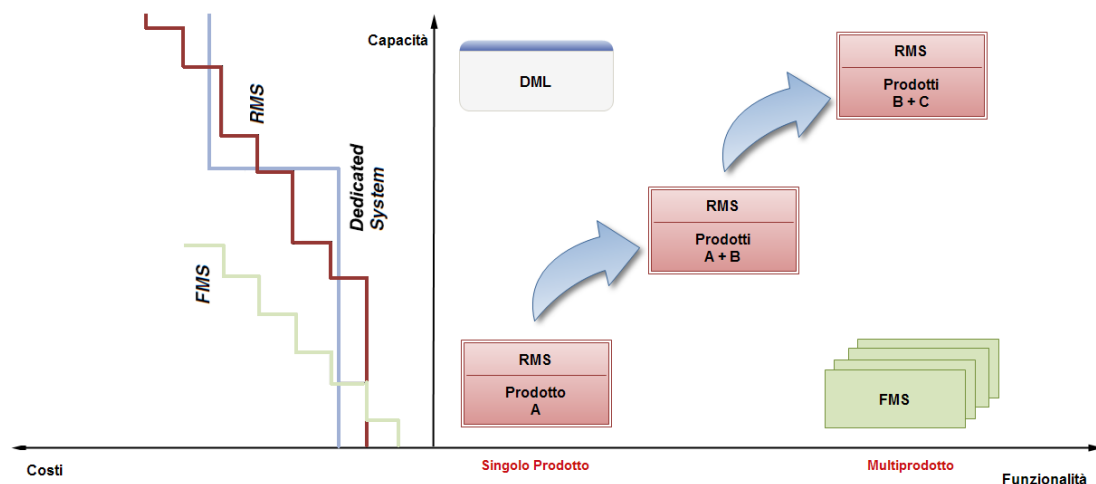 Capacità
RMS
Dedicated
System
FMS
DML
RMS
Prodotti
B + C
RMS
Prodotti
A + B
RMS
Prodotto
A
FMS
Costi
Singolo Prodotto
Multiprodotto
Funzionalità